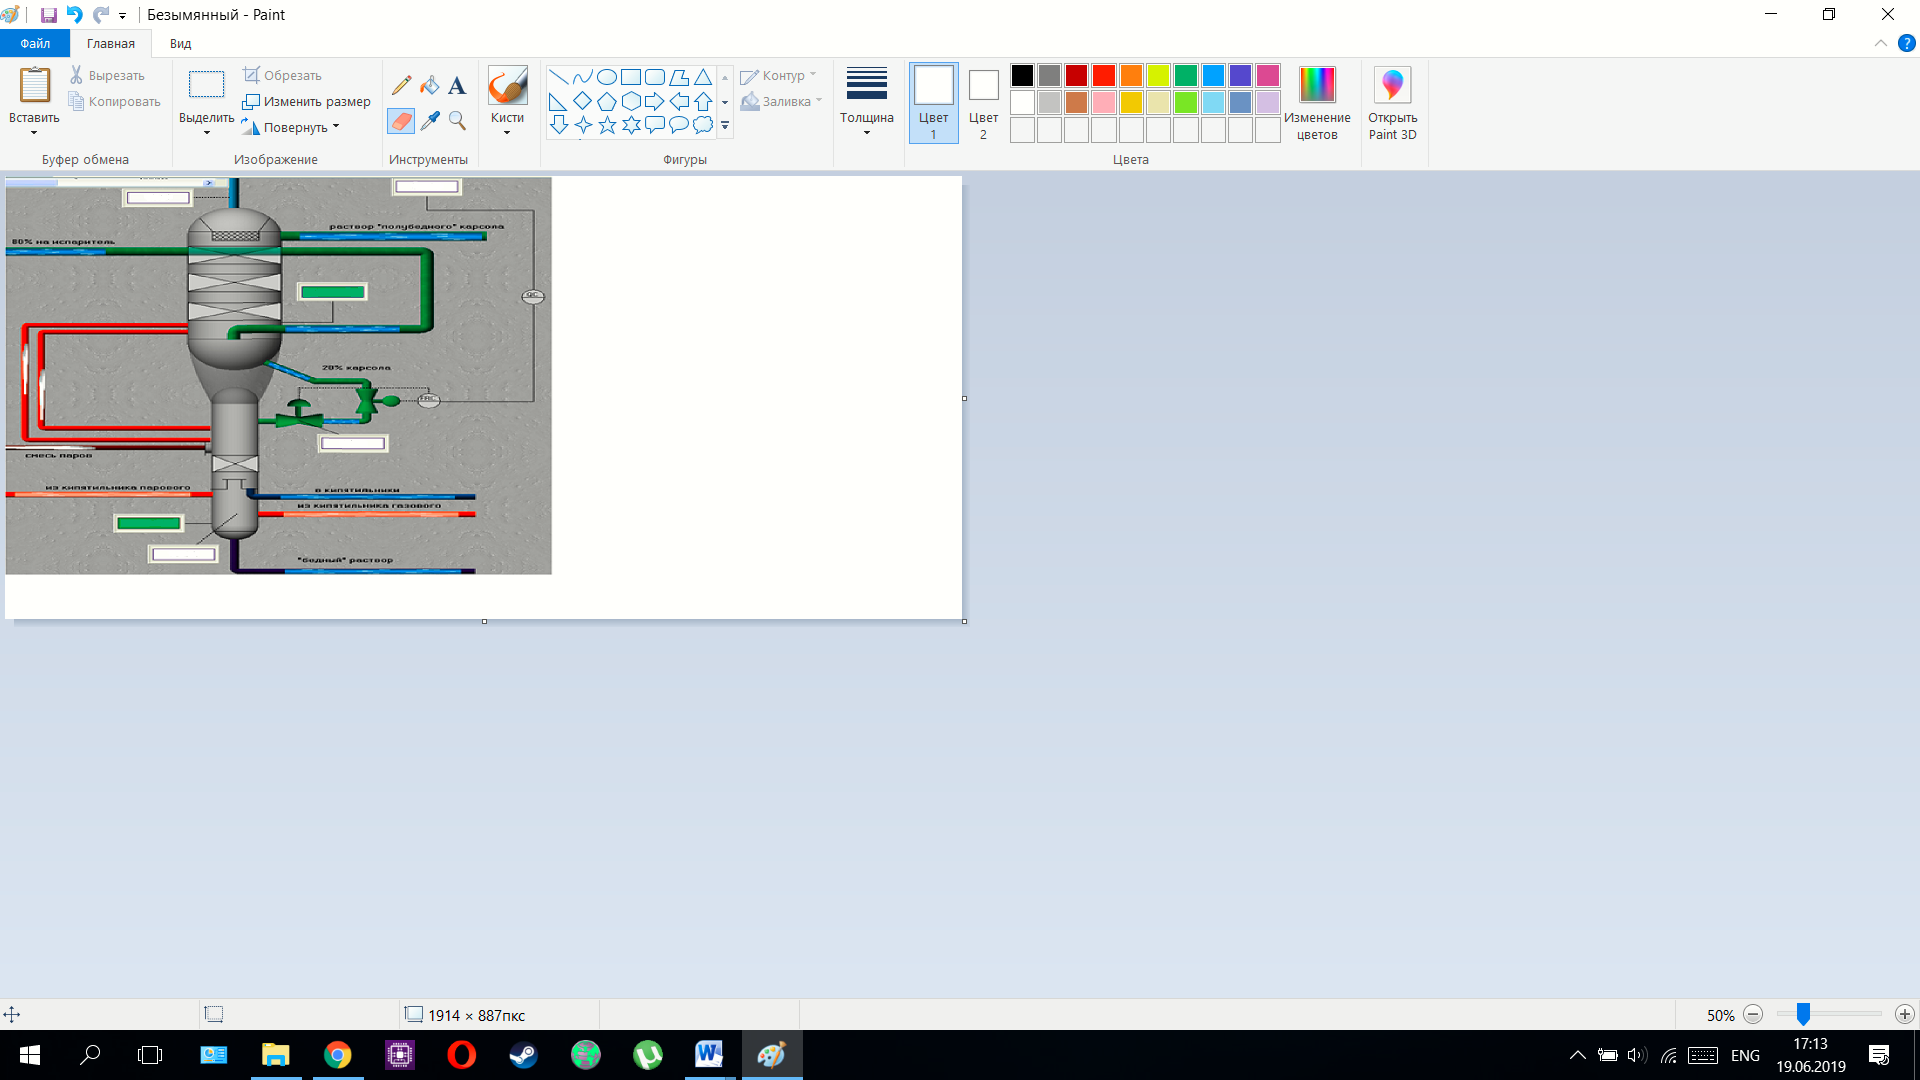 Безымянный - Paint
Файл
Главная
Вид
?
Вставить
Вырезать
Копировать
Буфер обмена
Выделить
Обрезать
Изменить размер
Повернуть
Изображение
A
Инструменты
Кисти
Фигуры
Контур
Заливка
Толщина
Цвет
1
Цвет
2
Цвета
Изменение
цветов
Открыть
Paint 3D
раствор "полубедного" карсола
80% на испаритель
QC
20% карсола
FRC
смесь паров
из кипятильника парового
в кипятильники
из кипятильника газового
"бедный" раствор
1914 × 887пкс
50%
W
ENG
17:13
19.06.2019